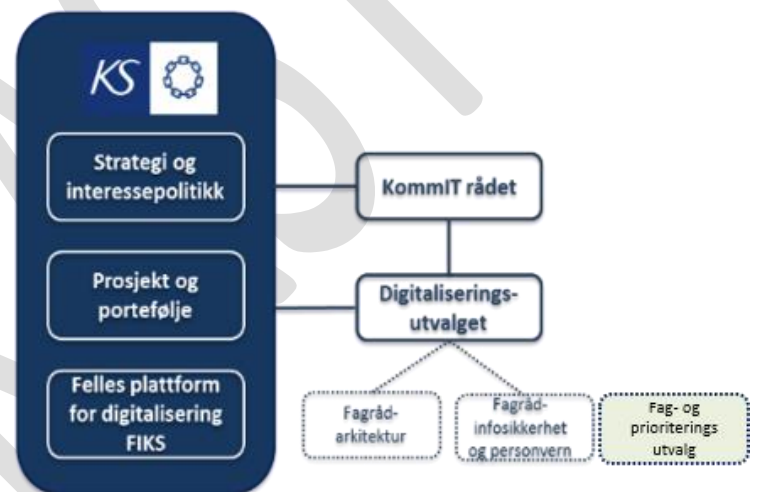 KS
Strategi og
interessepolitikk
KommIT rådet
Prosjekt og
portefølje
Digitaliserings-
utvalget
Felles plattform
for digitalisering
FIKS
Fagråd-
arkitektur
Fagråd-
infosikkerhet
og personvern
Fag- og
prioriterings
utvalg